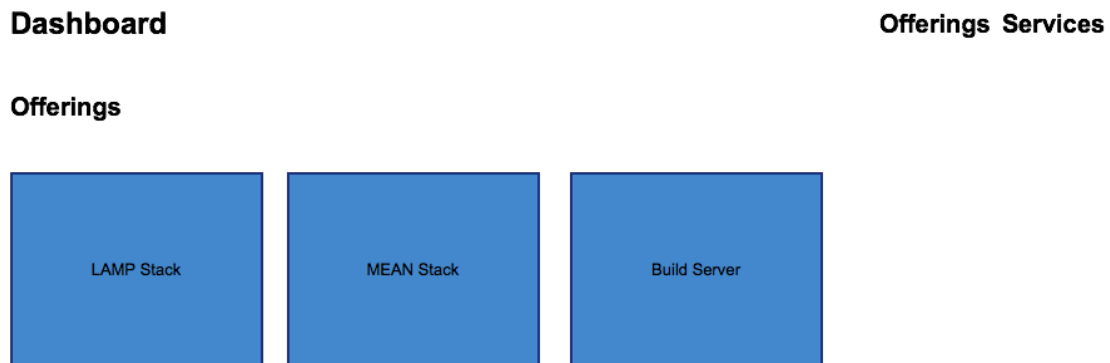 Dashboard Offerings Services
Offerings
LAMP Stack MEAN Stack Build Server